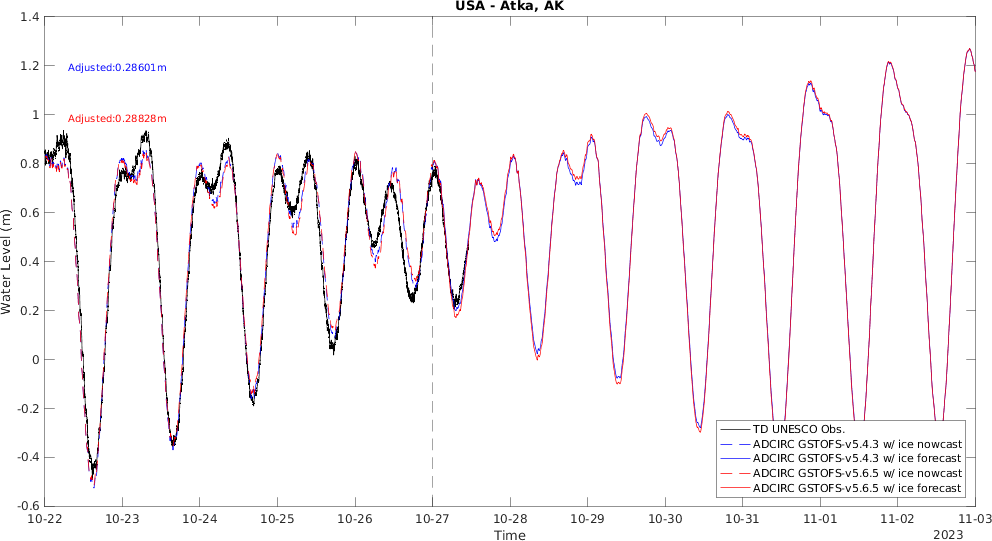 USA - Atka, AK
1.4
1.2
1
0.8
0.6
0.4
0.2
0
-0.2
-0.4
-0.6
Water Level (m)
Adjusted:0.28601m
Adjusted:0.28828m
TD UNESCO Obs.
ADCIRC GSTOFS-v5.4.3 w/ ice nowcast
ADCIRC GSTOFS-v5.4.3 w/ ice forecast
ADCIRC GSTOFS-v5.6.5 w/ ice nowcast
ADCIRC GSTOFS-v5.6.5 w/ ice forecast
10-22 10-23 10-24 10-25 10-26 10-27 10-28 10-29 10-30 10-31 11-01 11-02 11-03
Time
2023